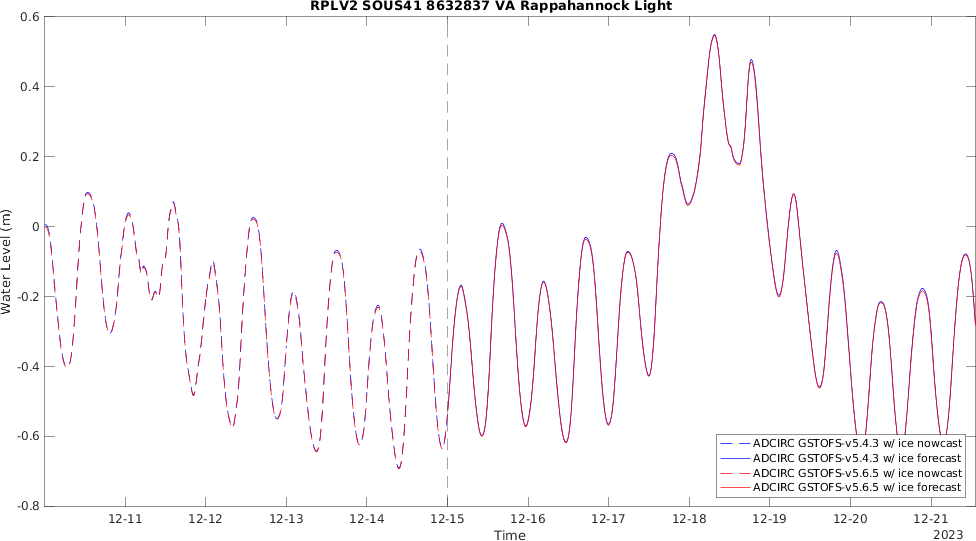 RPLV2 SOUS41 8632837 VA Rappahannock Light
0.6
0.4
0.2
0
-0.2
-0.4
-0.6
-0.8
Water Level (m)
12-11 12-12 12-13 12-14 12-15 12-16 12-17 12-18 12-19 12-20 12-21
2023
Time
ADCIRC GSTOFS-v5.4.3 w/ ice nowcast
ADCIRC GSTOFS-v5.4.3 w/ ice forecast
ADCIRC GSTOFS-v5.6.5 w/ ice nowcast
ADCIRC GSTOFS-v5.6.5 w/ ice forecast